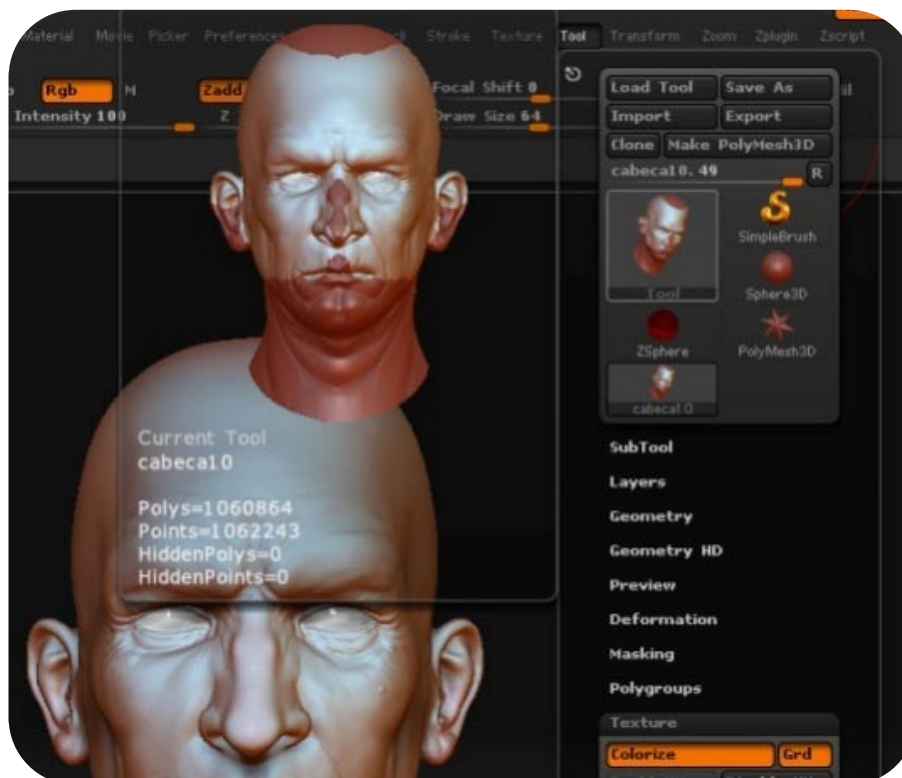 Material Movie Picker Preferences Stroke Texture Tool Transform Zoom Zplugin Zscript
Rgb M Zadd Focal Shift 0
Intensity 100 Z Draw Size 64
Load Tool Save As
Import Export
Clone Make PolyMesh3D
cabeca10. 49 R
SimpleBrush
Tool Sphere3D
ZSphere PolyMesh3D
cabeca10
Current Tool
cabeca10
Polys=1060864
Points=1062243
HiddenPolys=0
HiddenPoints=0
SubTool
Layers
Geometry
Geometry HD
Preview
Deformation
Masking
Polygroups
Texture
Colorize Grd